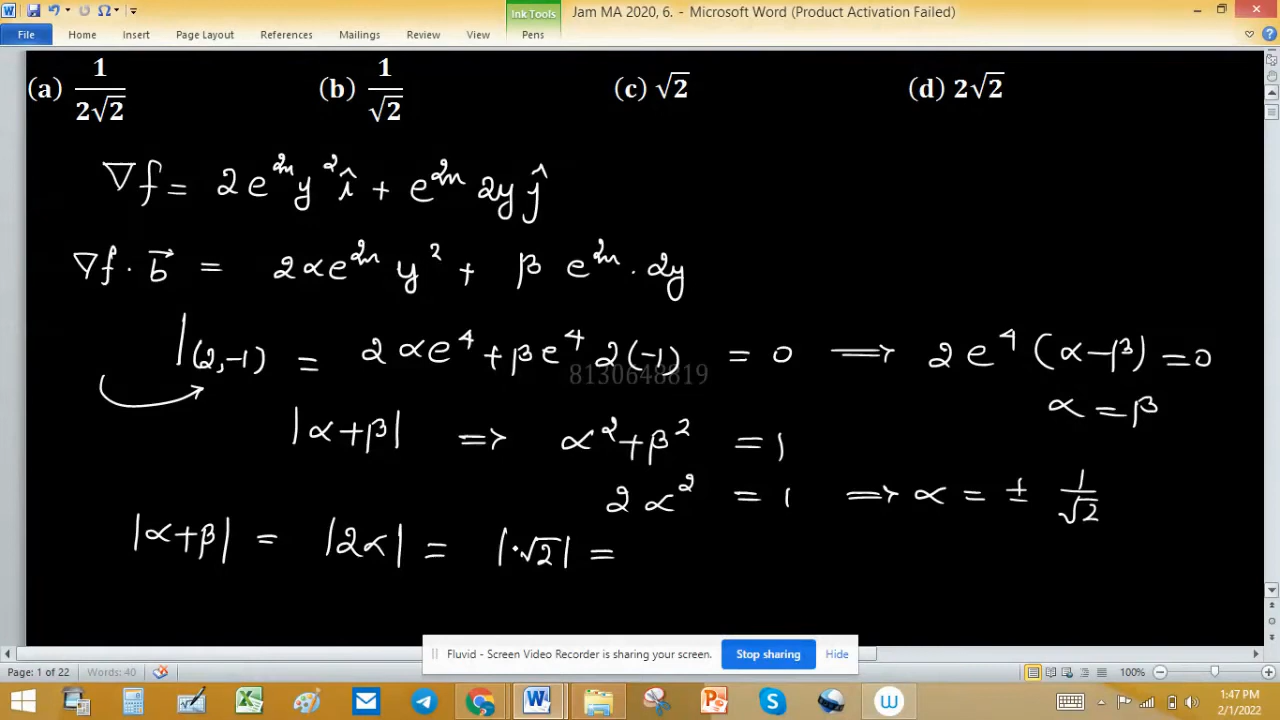 Jam MA 2020, 6. - Microsoft Word (Product Activation Failed)
Ink Tools
File Home Insert Page Layout References Mailings Review View Pens
(a) 1/(2√2) (b) 1/√2 (c) √2 (d) 2√2
∇f = 2e^{2x} y^2 î + e^{2x} 2y ĵ
∇f · b⃗ = 2αe^{2x} y^2 + β e^{2x} · 2y
|(2,-1) = 2αe^4 + βe^4 2(-1) = 0 ⟹ 2e^4 (α-β) = 0
8130648819
α = β
|α+β| ⇒ α^2+β^2 = 1
2α^2 = 1 ⟹ α = ± 1/√2
|α+β| = |2α| = |·√2| =
Fluvid - Screen Video Recorder is sharing your screen. Stop sharing Hide
Page: 1 of 22 Words: 40 100%
1:47 PM
2/1/2022